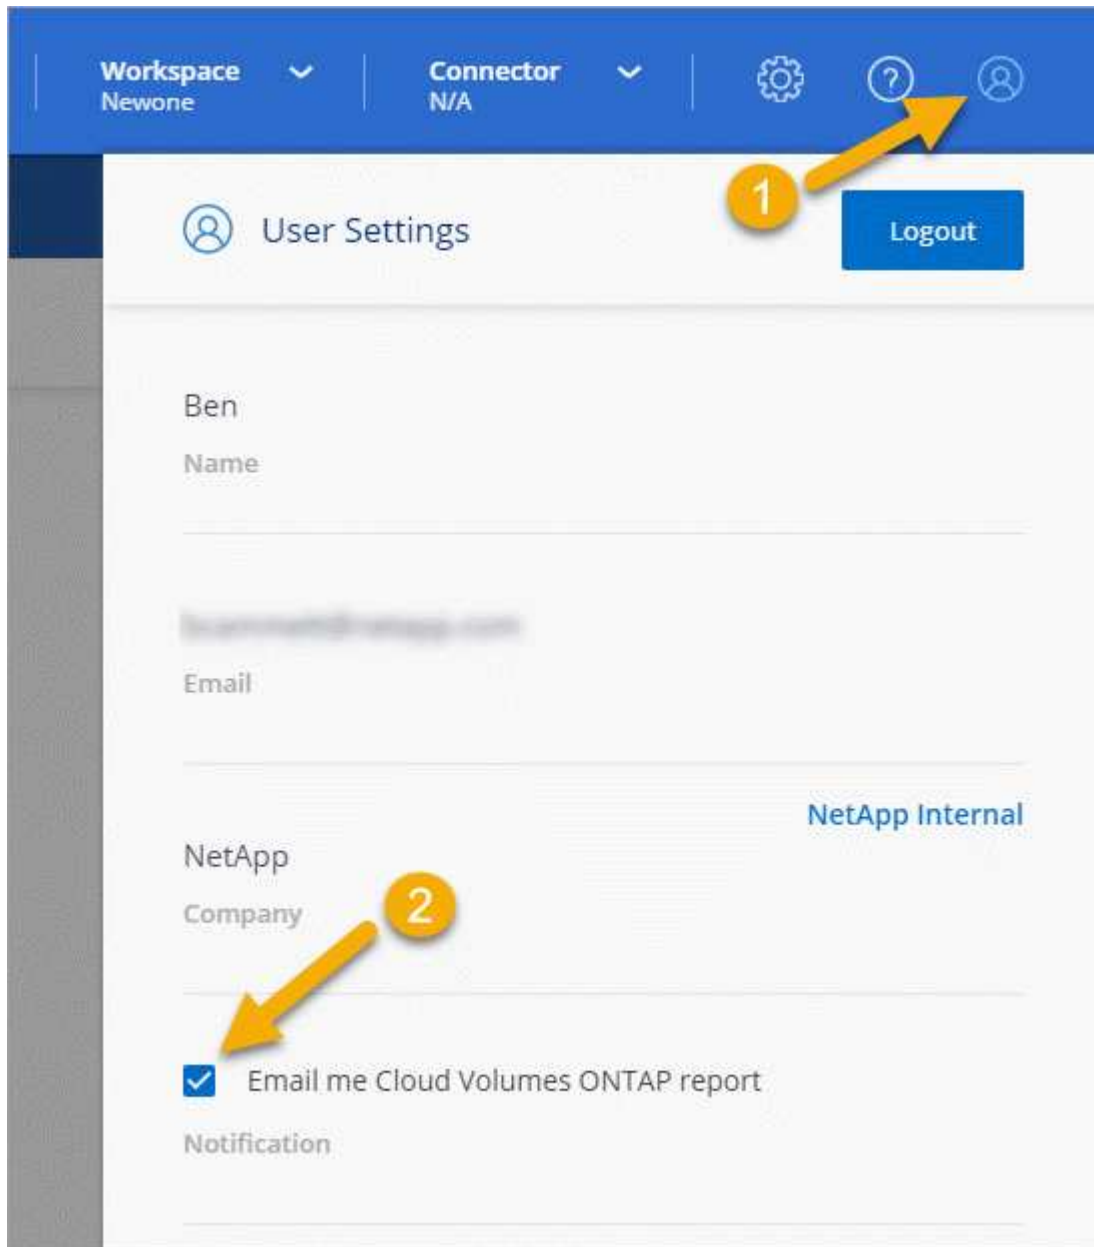 Workspace
Newone
Connector
N/A
1
User Settings
Logout
Ben
Name
Email
NetApp Internal
NetApp
Company
2
Email me Cloud Volumes ONTAP report
Notification